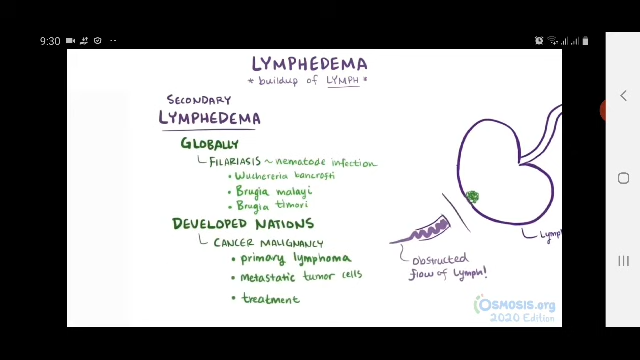 9:30
LYMPHEDEMA
* buildup of LYMPH *
SECONDARY
LYMPHEDEMA
GLOBALLY
FILARIASIS ~ nematode infection
• Wuchereria bancrofti
• Brugia malayi
• Brugia timori
DEVELOPED NATIONS
CANCER MALIGNANCY
• primary lymphoma
• metastatic tumor cells
• treatment
Lymph
Obstructed
flow of Lymph!
OSMOSIS.org
2020 Edition